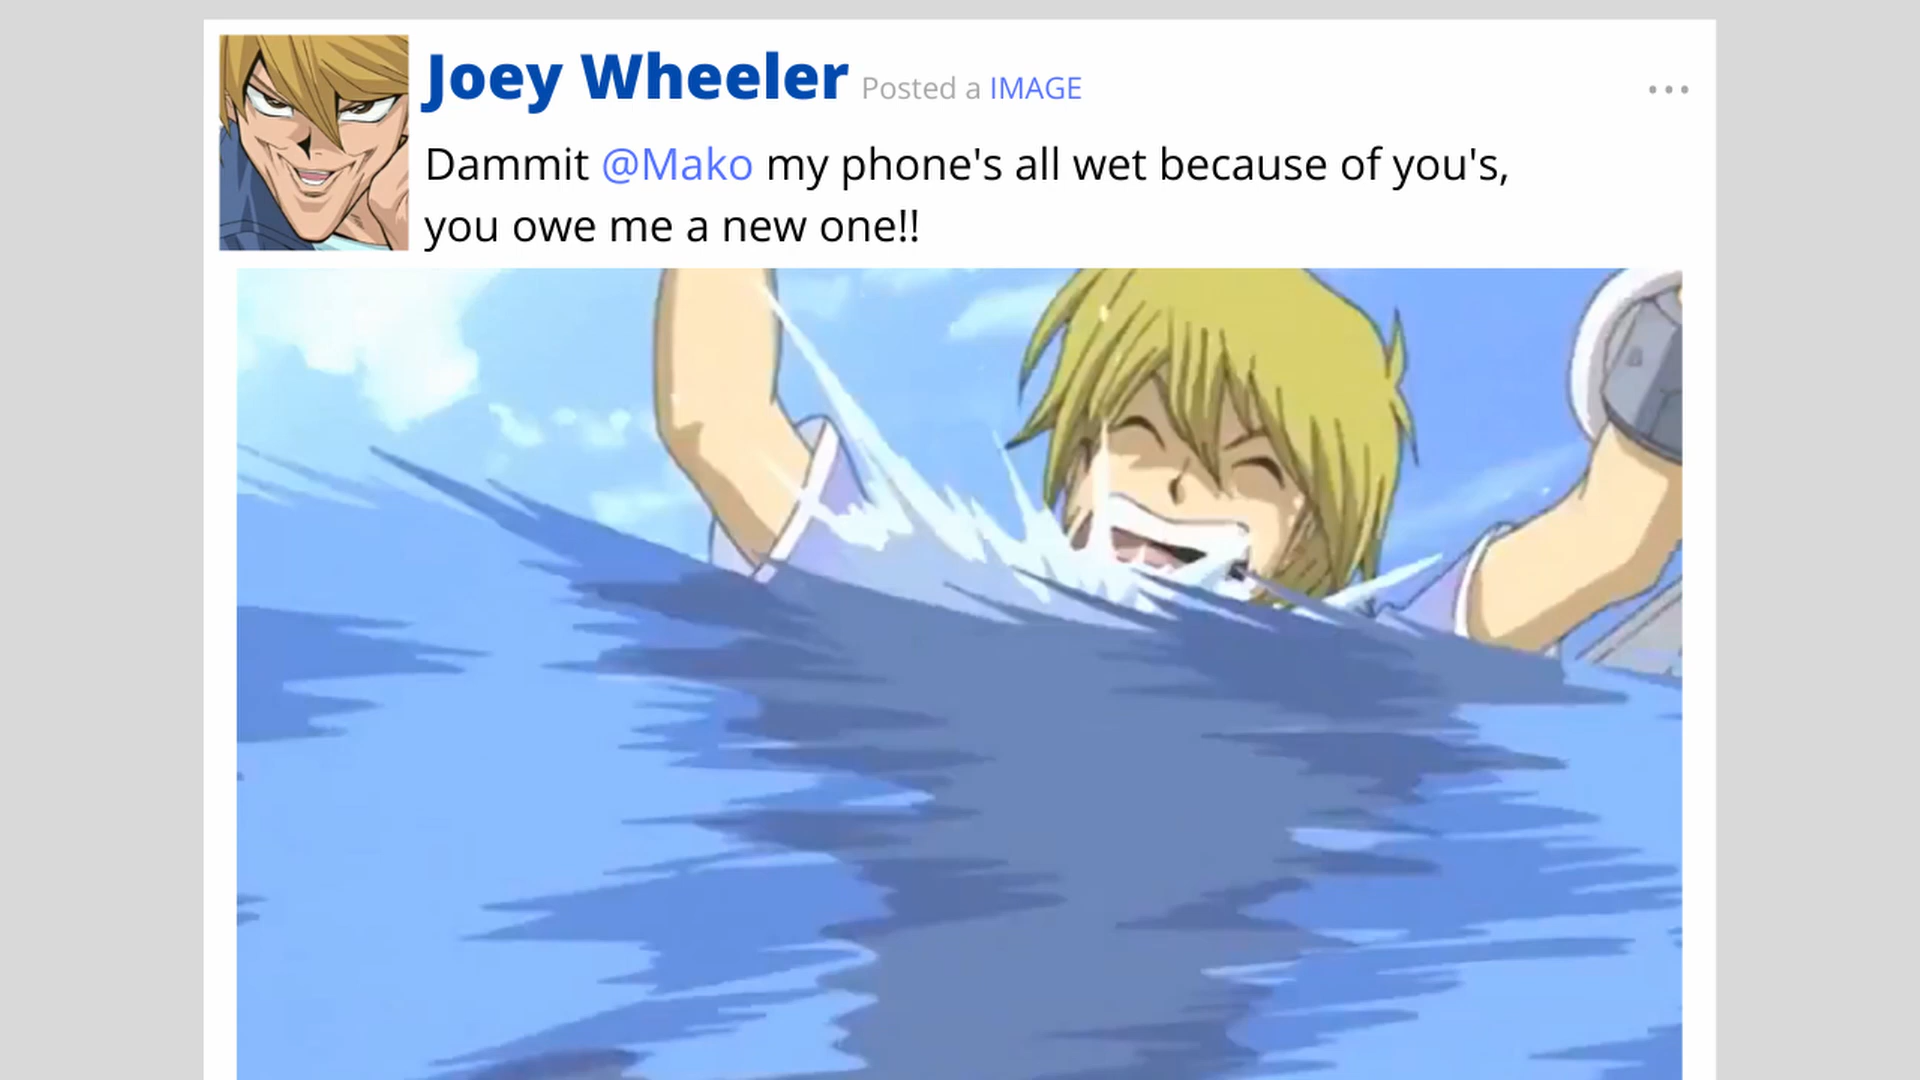 Joey Wheeler Posted a IMAGE
Dammit @Mako my phone's all wet because of you's,
you owe me a new one!!